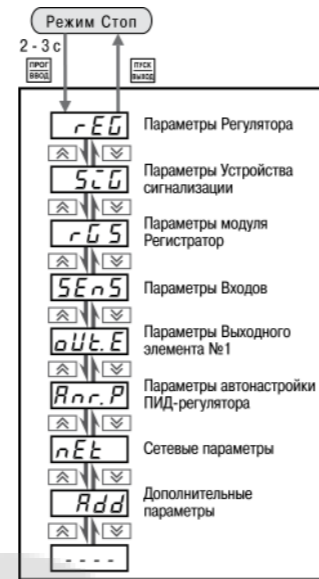 Режим Стоп
2 - 3 с
ПРОГ
ВВОД
ПУСК
ВЫХОД
rEG
Параметры Регулятора
SiG
Параметры Устройства
сигнализации
rGS
Параметры модуля
Регистратор
SEnS
Параметры Входов
oUt.E
Параметры Выходного
элемента №1
Anr.P
Параметры автонастройки
ПИД-регулятора
nEt
Сетевые параметры
Add
Дополнительные
параметры
- - - -